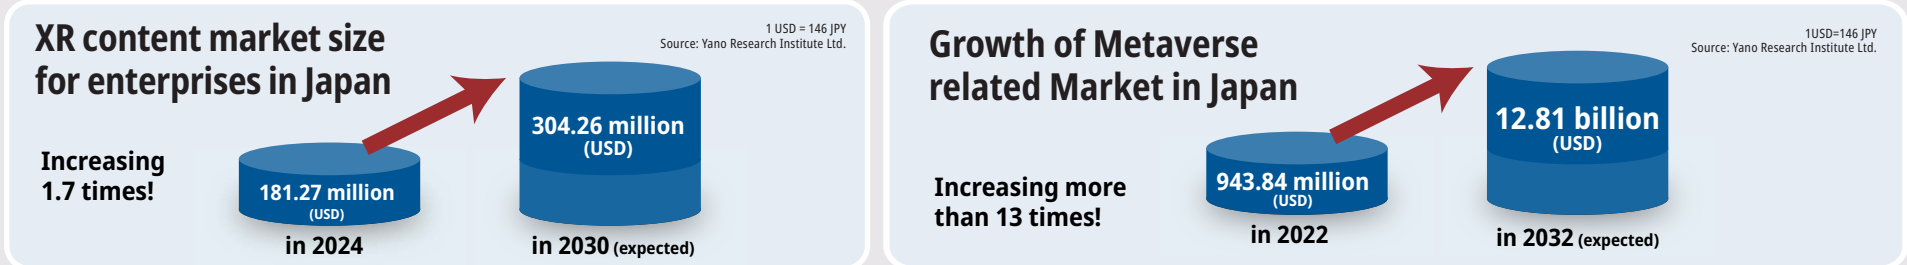 XR content market size
for enterprises in Japan
1 USD = 146 JPY
Source: Yano Research Institute Ltd.
Increasing
1.7 times!
181.27 million
(USD)
in 2024
304.26 million
(USD)
in 2030 (expected)
Growth of Metaverse
related Market in Japan
1USD=146 JPY
Source: Yano Research Institute Ltd.
Increasing more
than 13 times!
943.84 million
(USD)
in 2022
12.81 billion
(USD)
in 2032 (expected)